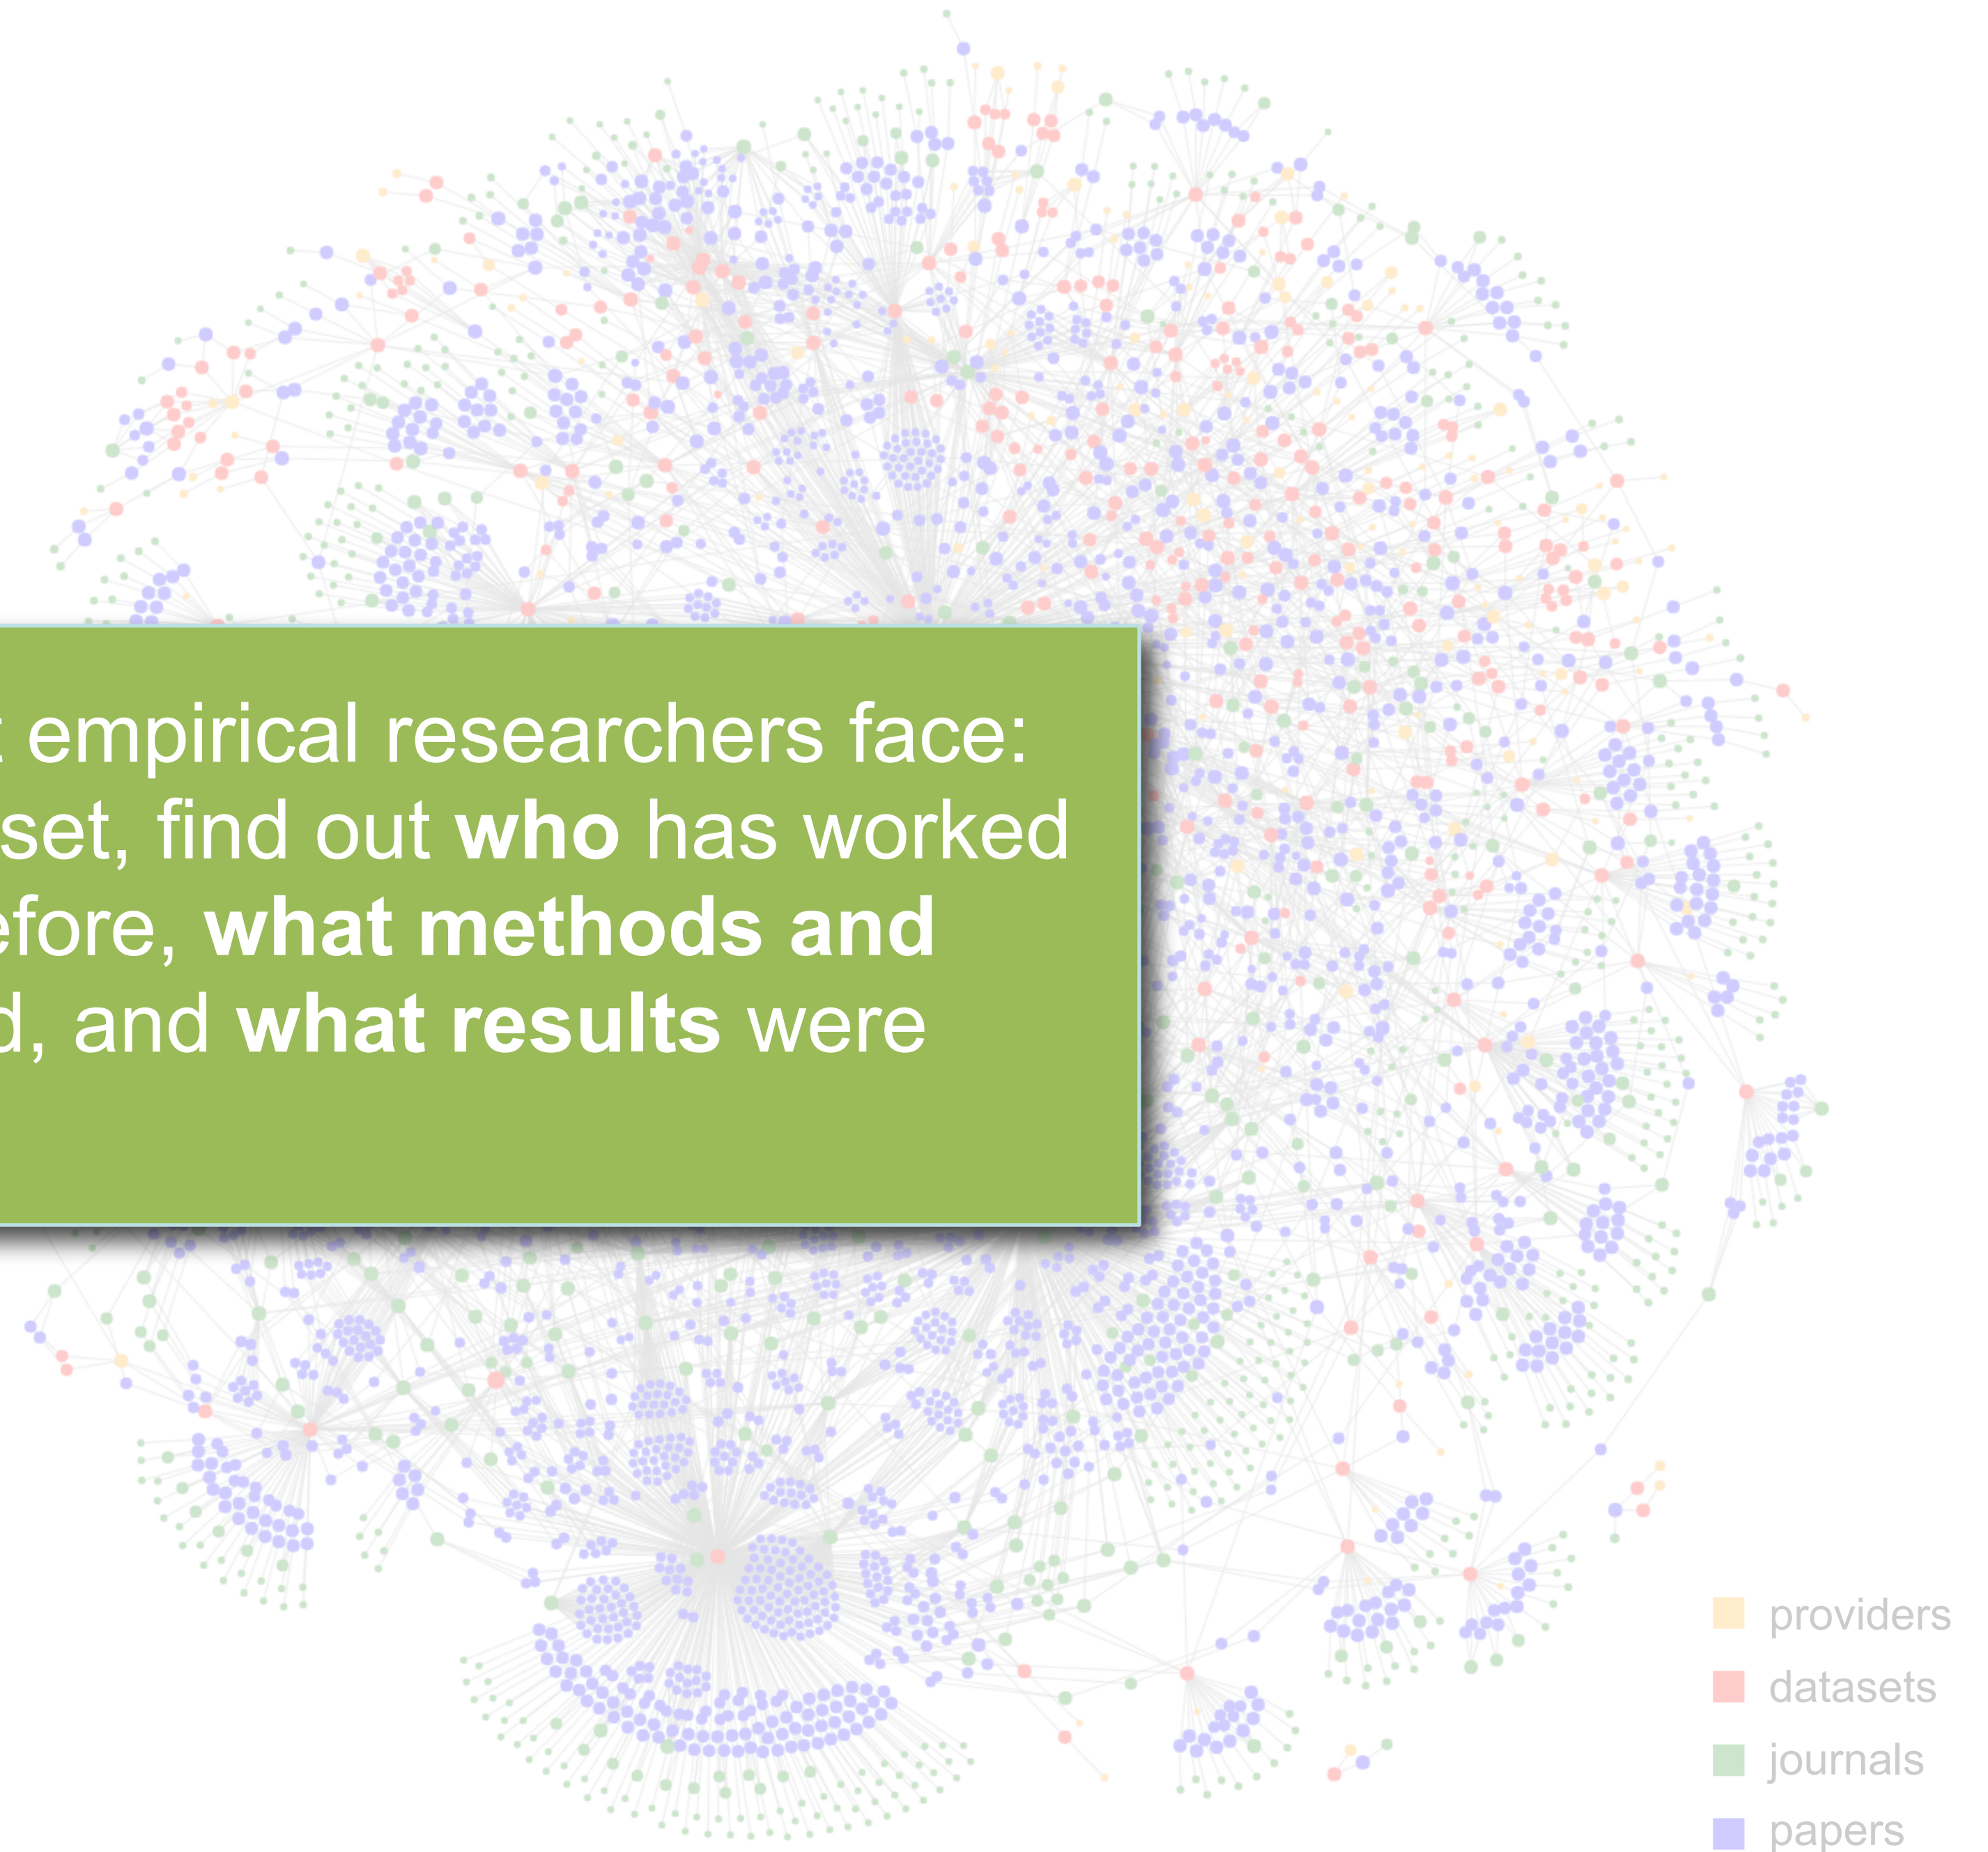 empirical researchers face:
set, find out who has worked
efore, what methods and
d, and what results were
providers
datasets
journals
papers